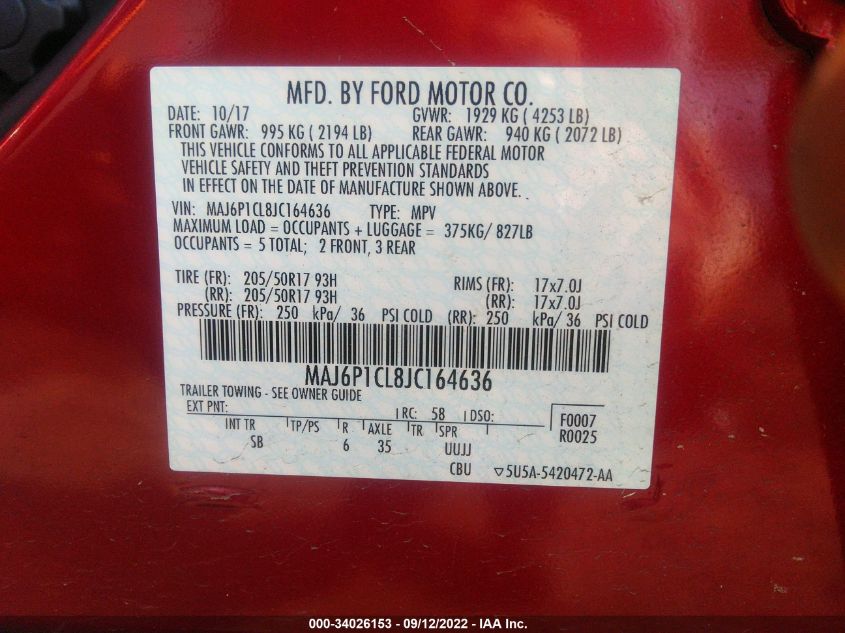 MFD. BY FORD MOTOR CO.
DATE: 10/17 GVWR: 1929 KG ( 4253 LB)
FRONT GAWR: 995 KG ( 2194 LB) REAR GAWR: 940 KG ( 2072 LB)
THIS VEHICLE CONFORMS TO ALL APPLICABLE FEDERAL MOTOR
VEHICLE SAFETY AND THEFT PREVENTION STANDARDS
IN EFFECT ON THE DATE OF MANUFACTURE SHOWN ABOVE.
VIN: MAJ6P1CL8JC164636 TYPE: MPV
MAXIMUM LOAD = OCCUPANTS + LUGGAGE = 375KG/ 827LB
OCCUPANTS = 5 TOTAL; 2 FRONT, 3 REAR
TIRE (FR): 205/50R17 93H RIMS (FR): 17x7.0J
(RR): 205/50R17 93H (RR): 17x7.0J
PRESSURE (FR): 250 kPa/ 36 PSI COLD (RR): 250 kPa/ 36 PSI COLD
MAJ6P1CL8JC164636
TRAILER TOWING - SEE OWNER GUIDE
EXT PNT: RC: 58 DSO: F0007
R0025
INT TR TP/PS R AXLE TR SPR
SB 6 35 UUJJ
CBU ▽5U5A-5420472-AA
000-34026153 - 09/12/2022 - IAA Inc.